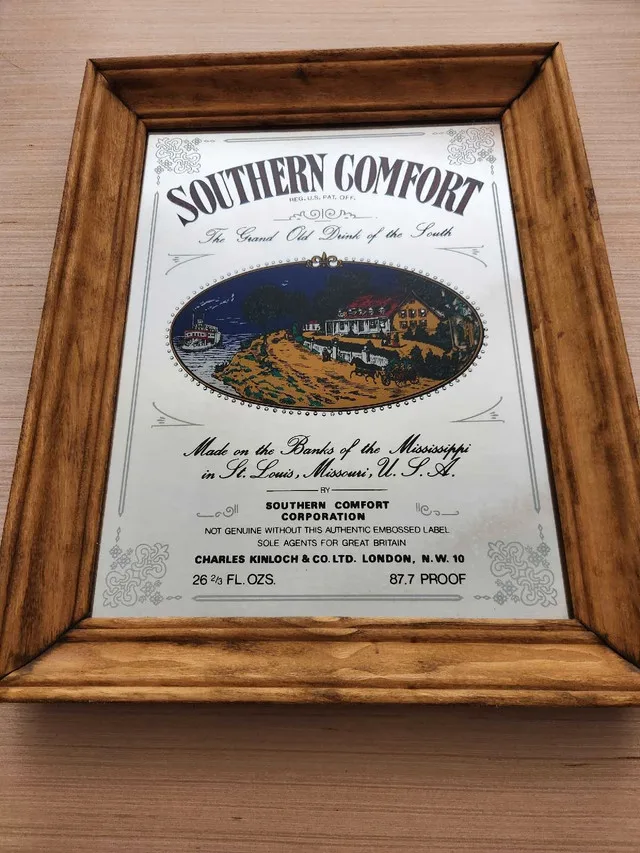 SOUTHERN COMFORT
REG. U.S. PAT. OFF.
The Grand Old Drink of the South
Made on the Banks of the Mississippi
in St. Louis, Missouri, U. S. A.
BY
SOUTHERN COMFORT
CORPORATION
NOT GENUINE WITHOUT THIS AUTHENTIC EMBOSSED LABEL
SOLE AGENTS FOR GREAT BRITAIN
CHARLES KINLOCH & CO. LTD. LONDON, N.W. 10
26 2/3 FL. OZS. 87.7 PROOF